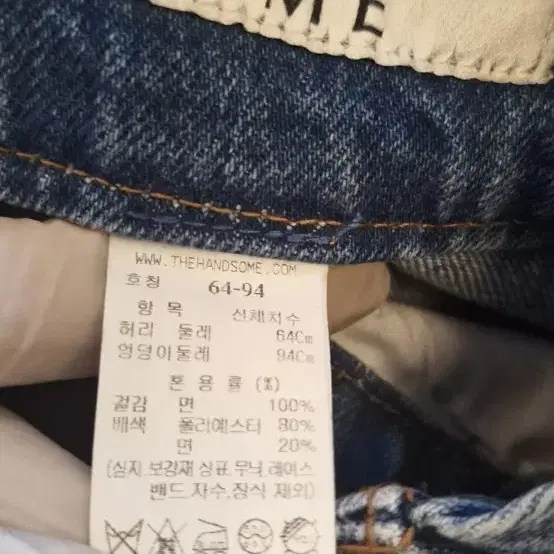 ME
WWW.THEHANDSOME.COM
호칭 64-94
항 목 신체치수
허리 둘레 64Cm
엉덩이둘레 94Cm
혼 용 률 (%)
겉감 면 100%
배색 폴리에스터 80%
면 20%
(심지.보강재.상표.무늬.레이스
밴드.자수.장식 제외)